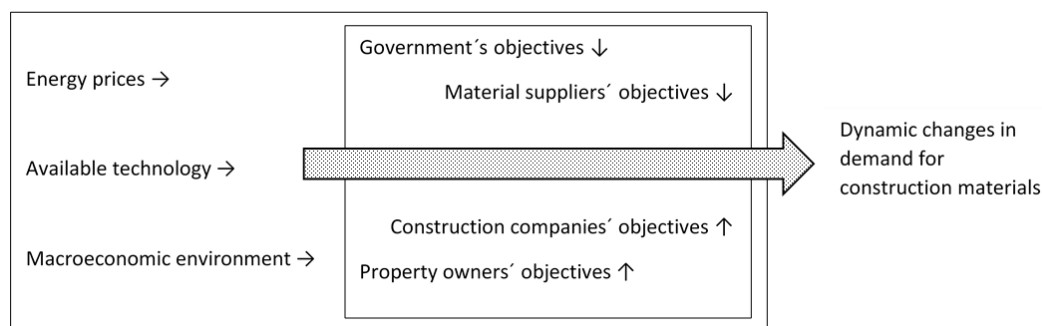 Government´s objectives ↓
Energy prices →
Material suppliers´ objectives ↓
Dynamic changes in
demand for
construction materials
Available technology →
Construction companies´ objectives ↑
Macroeconomic environment →
Property owners´ objectives ↑